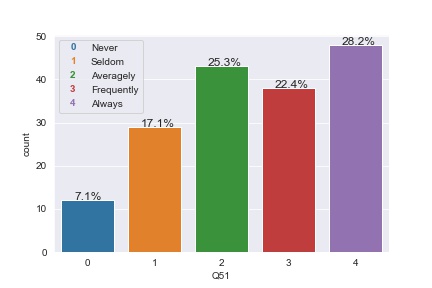 50
40
30
20
10
0
count
0 Never
1 Seldom
2 Averagely
3 Frequently
4 Always
7.1%
17.1%
25.3%
22.4%
28.2%
0 1 2 3 4
Q51